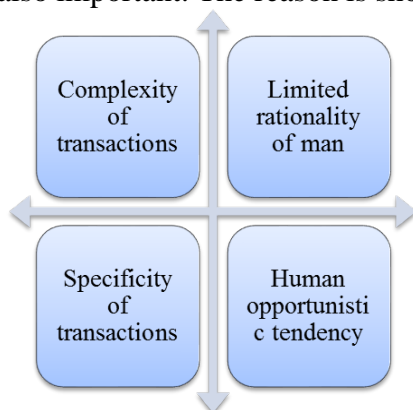 also important. The reason is sho
Complexity
of
transactions
Limited
rationality
of man
Specificity
of
transactions
Human
opportunisti
c tendency